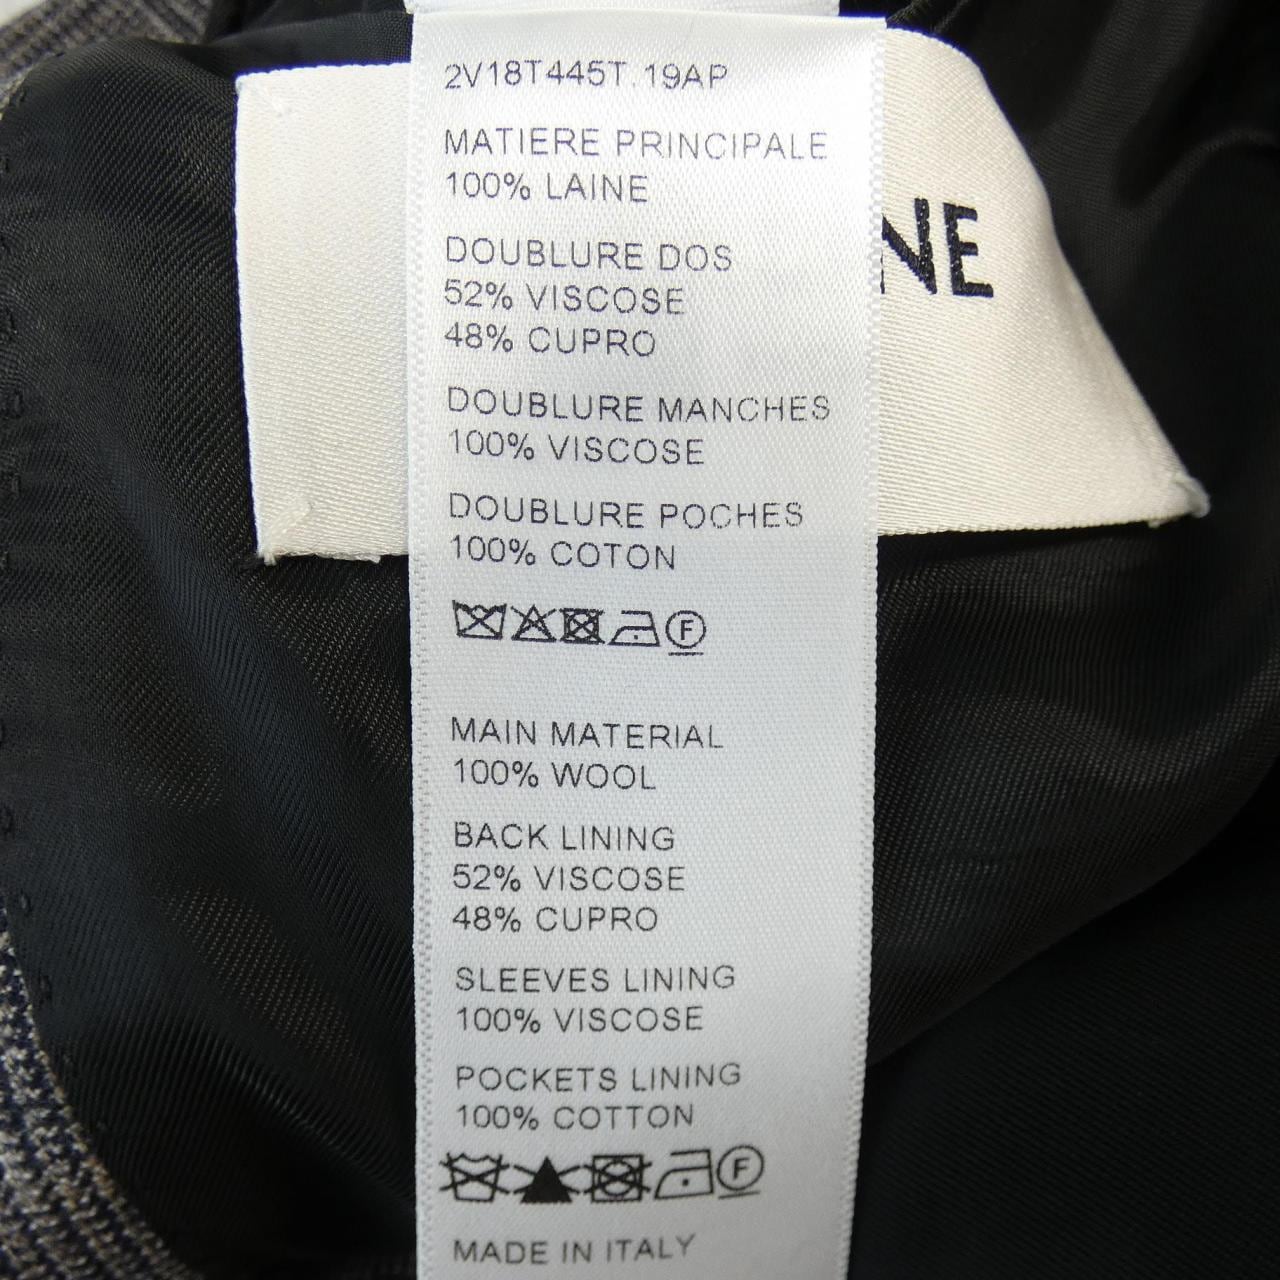 2V18T445T.19AP
MATIERE PRINCIPALE
100% LAINE
DOUBLURE DOS
52% VISCOSE
48% CUPRO
DOUBLURE MANCHES
100% VISCOSE
DOUBLURE POCHES
100% COTON
F
MAIN MATERIAL
100% WOOL
BACK LINING
52% VISCOSE
48% CUPRO
SLEEVES LINING
100% VISCOSE
POCKETS LINING
100% COTTON
F
MADE IN ITALY
NE